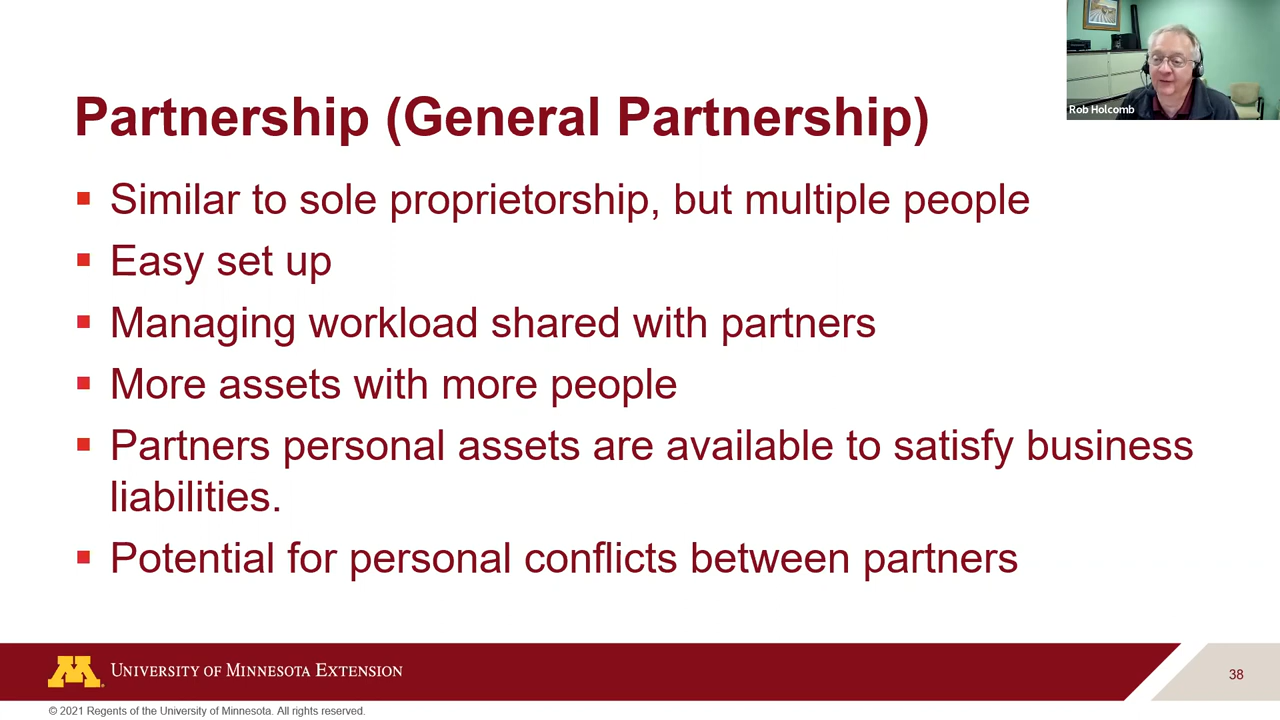 Rob Holcomb
Partnership (General Partnership)
Similar to sole proprietorship, but multiple people
Easy set up
Managing workload shared with partners
More assets with more people
Partners personal assets are available to satisfy business
liabilities.
Potential for personal conflicts between partners
M
UNIVERSITY OF MINNESOTA EXTENSION
38
© 2021 Regents of the University of Minnesota. All rights reserved.